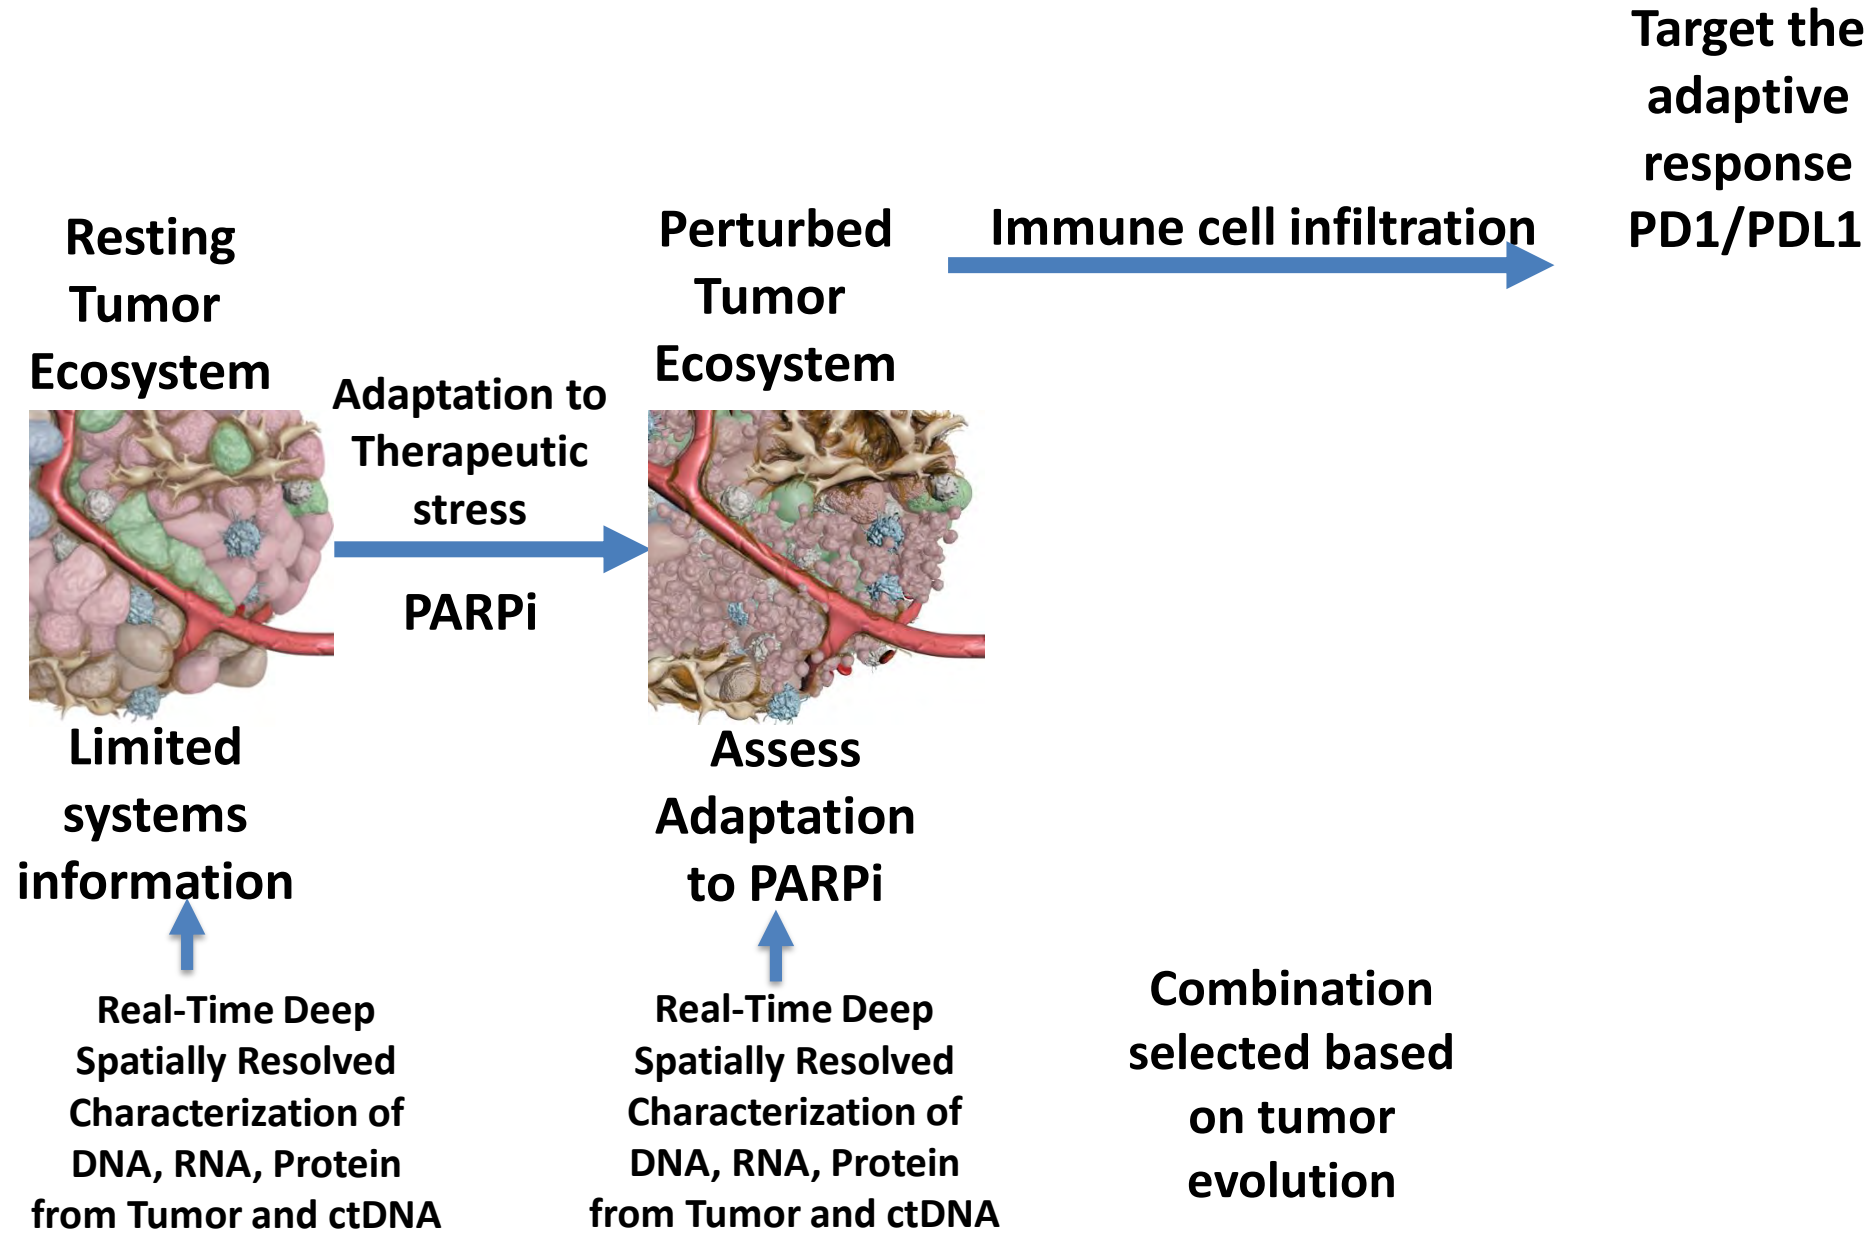 Target the
adaptive
response
PD1/PDL1
Resting
Tumor
Ecosystem
Adaptation to
Therapeutic
stress
PARPi
Perturbed
Tumor
Ecosystem
Immune cell infiltration
Limited
systems
information
Assess
Adaptation
to PARPi
Real-Time Deep
Spatially Resolved
Characterization of
DNA, RNA, Protein
from Tumor and ctDNA
Real-Time Deep
Spatially Resolved
Characterization of
DNA, RNA, Protein
from Tumor and ctDNA
Combination
selected based
on tumor
evolution